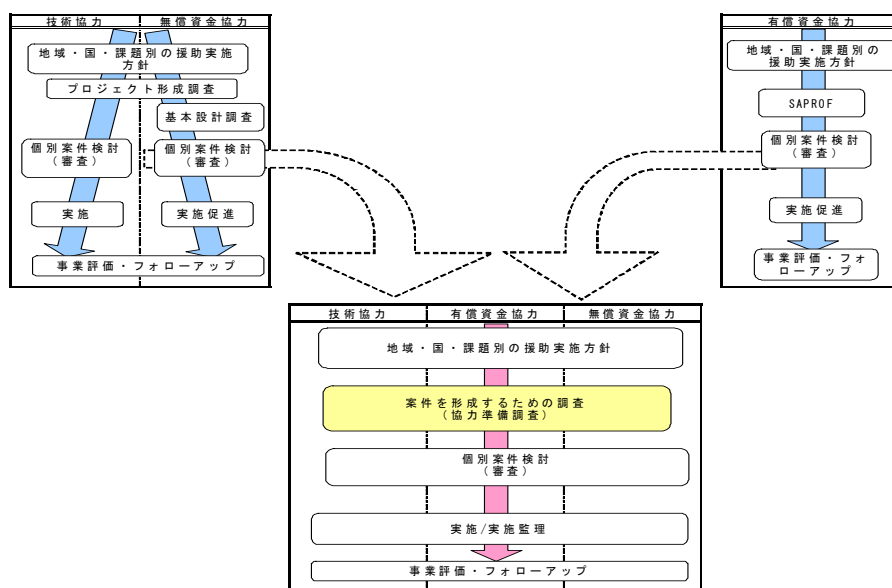 技術協力
無償資金協力
地域・国・課題別の援助実施
方針
プロジェクト形成調査
基本設計調査
個別案件検討
（審査）
個別案件検討
（審査）
実施
実施促進
事業評価・フォローアップ
有償資金協力
地域・国・課題別の
援助実施方針
SAPROF
個別案件検討
（審査）
実施促進
事業評価・フォ
ローアップ
技術協力
有償資金協力
無償資金協力
地域・国・課題別の援助実施方針
案件を形成するための調査
（協力準備調査）
個別案件検討
（審査）
実施/実施監理
事業評価・フォローアップ